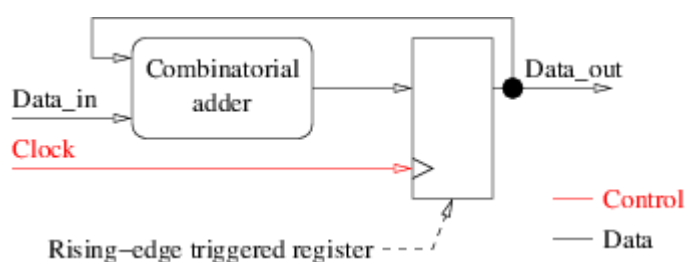 Combinatorial
adder
Data_out
Data_in
Clock
Control
Data
Rising-edge triggered register